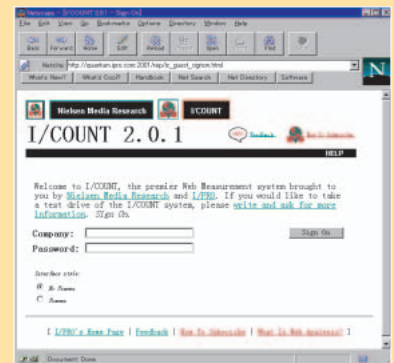 Netscape - [I/COUNT 2.0.1 - Sign On]
File Edit View Go Bookmarks Options Directory Window Help
Back Forward Home Edit Reload Open Find
Netsite: http://quantum.ipro.com:2001/rep/ic_guest_signon.html
What's New? What's Cool? Handbook Net Search Net Directory Software
N
Nielsen Media Research I/COUNT
I/COUNT 2.0.1 Feedback How To Subscribe
HELP
Welcome to I/COUNT, the premier Web Measurement system brought to
you by Nielsen Media Research and I/PRO. If you would like to take
a test drive of the I/COUNT system, please write and ask for more
information. Sign On.
Company:
Password:
Sign On
Interface style:
No Frames
Frames
[ I/PRO's Home Page | Feedback | How To Subscribe | What Is Web Analysis? ]
Document Done